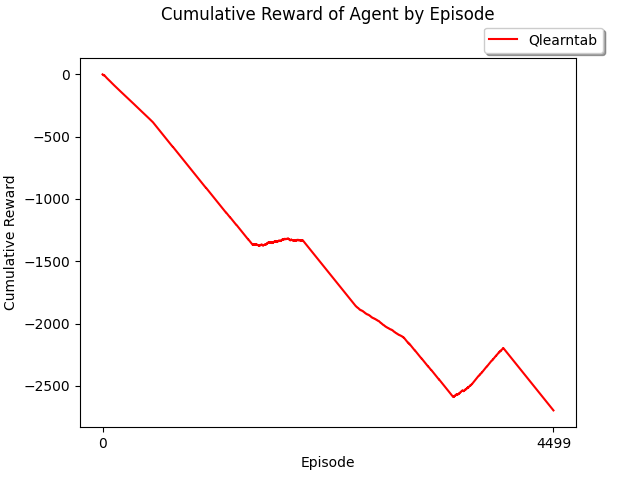 Cumulative Reward of Agent by Episode
Qlearntab
0
−500
−1000
−1500
−2000
−2500
Cumulative Reward
0
4499
Episode